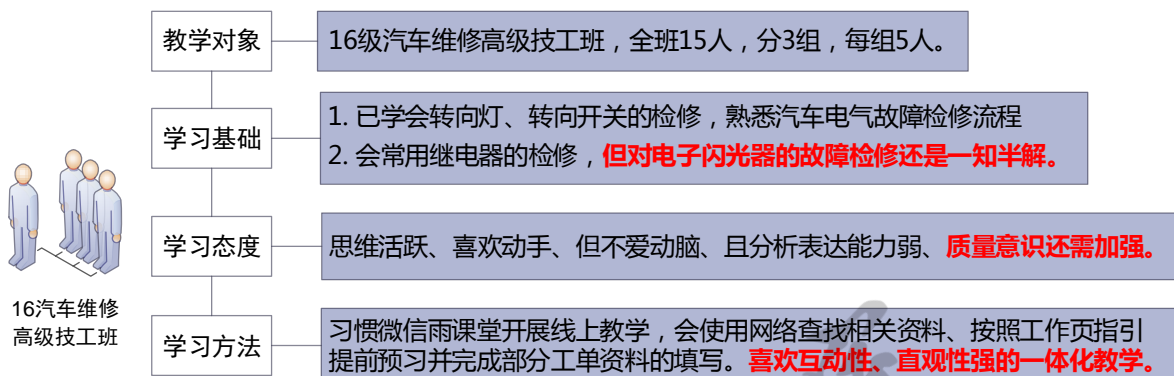 教学对象
16级汽车维修高级技工班，全班15人，分3组，每组5人。
学习基础
1. 已学会转向灯、转向开关的检修，熟悉汽车电气故障检修流程
2. 会常用继电器的检修，但对电子闪光器的故障检修还是一知半解。
学习态度
思维活跃、喜欢动手、但不爱动脑、且分析表达能力弱、质量意识还需加强。
16汽车维修
高级技工班
学习方法
习惯微信雨课堂开展线上教学，会使用网络查找相关资料、按照工作页指引
提前预习并完成部分工单资料的填写。喜欢互动性、直观性强的一体化教学。